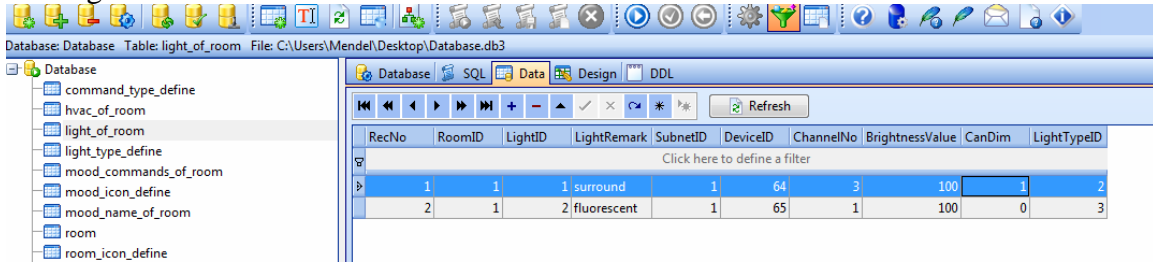 Database: Database Table: light_of_room File: C:\Users\Mendel\Desktop\Database.db3
Database
command_type_define
hvac_of_room
light_of_room
light_type_define
mood_commands_of_room
mood_icon_define
mood_name_of_room
room
room_icon_define
Database SQL Data Design DDL
Refresh
RecNo RoomID LightID LightRemark SubnetID DeviceID ChannelNo BrightnessValue CanDim LightTypeID
Click here to define a filter
1 1 1 surround 1 64 3 100 1 2
2 1 2 fluorescent 1 65 1 100 0 3